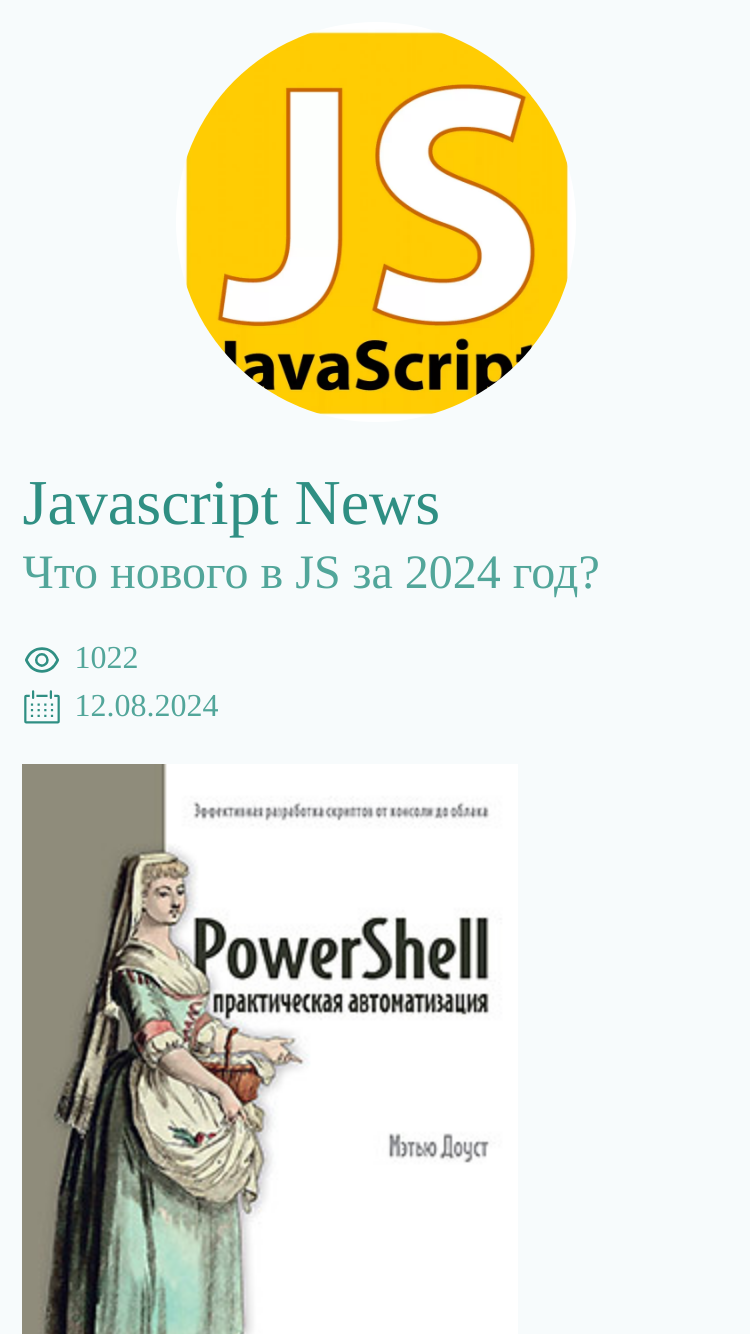 JS
JavaScript
Javascript News
Что нового в JS за 2024 год?
1022
12.08.2024
Эффективная разработка скриптов от консоли до облака
PowerShell
практическая автоматизация
Мэтью Доуст